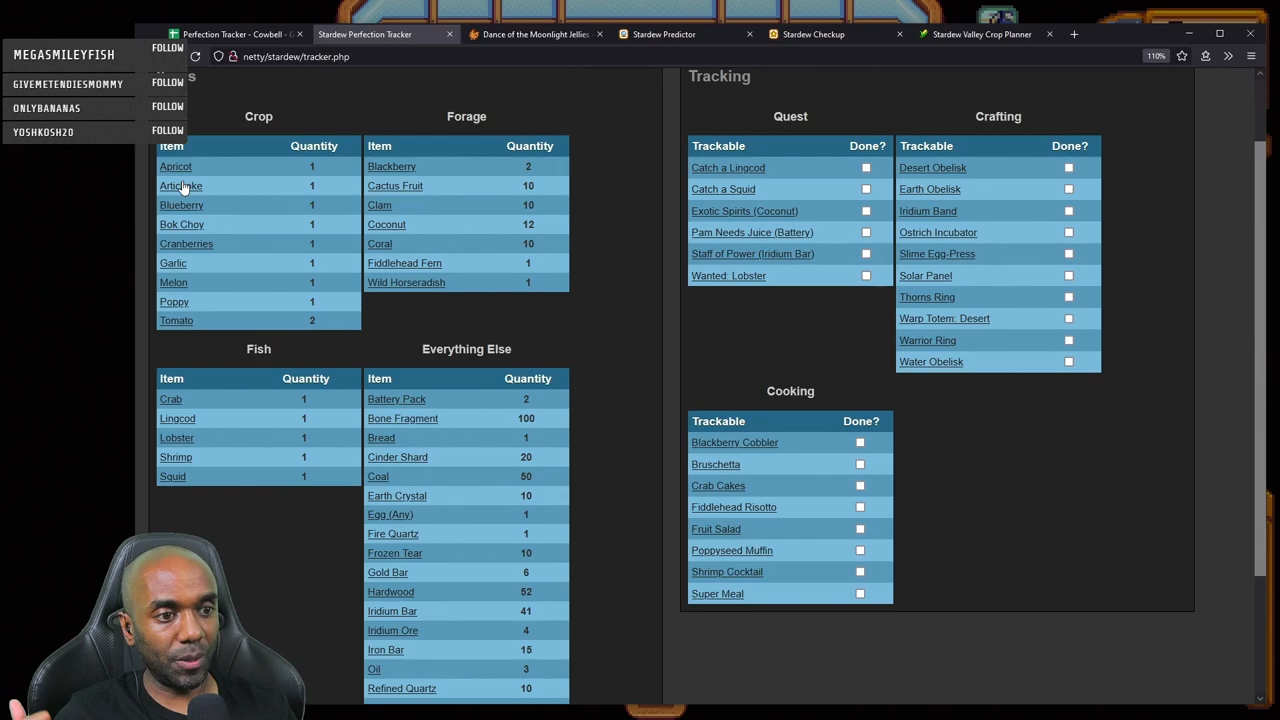 Perfection Tracker - Cowbell - G
Stardew Perfection Tracker
Dance of the Moonlight Jellies
Stardew Predictor
Stardew Checkup
Stardew Valley Crop Planner
netty/stardew/tracker.php
110%
MEGASMILEYFISH FOLLOW
GIVEMETENDIESMOMMY FOLLOW
ONLYBANANAS FOLLOW
YOSHKOSH20 FOLLOW
Crop
Item Quantity
Apricot 1
Artichoke 1
Blueberry 1
Bok Choy 1
Cranberries 1
Garlic 1
Melon 1
Poppy 1
Tomato 2
Forage
Item Quantity
Blackberry 2
Cactus Fruit 10
Clam 10
Coconut 12
Coral 10
Fiddlehead Fern 1
Wild Horseradish 1
Fish
Item Quantity
Crab 1
Lingcod 1
Lobster 1
Shrimp 1
Squid 1
Everything Else
Item Quantity
Battery Pack 2
Bone Fragment 100
Bread 1
Cinder Shard 20
Coal 50
Earth Crystal 10
Egg (Any) 1
Fire Quartz 1
Frozen Tear 10
Gold Bar 6
Hardwood 52
Iridium Bar 41
Iridium Ore 4
Iron Bar 15
Oil 3
Refined Quartz 10
Tracking
Quest
Trackable Done?
Catch a Lingcod
Catch a Squid
Exotic Spirits (Coconut)
Pam Needs Juice (Battery)
Staff of Power (Iridium Bar)
Wanted: Lobster
Crafting
Trackable Done?
Desert Obelisk
Earth Obelisk
Iridium Band
Ostrich Incubator
Slime Egg-Press
Solar Panel
Thorns Ring
Warp Totem: Desert
Warrior Ring
Water Obelisk
Cooking
Trackable Done?
Blackberry Cobbler
Bruschetta
Crab Cakes
Fiddlehead Risotto
Fruit Salad
Poppyseed Muffin
Shrimp Cocktail
Super Meal